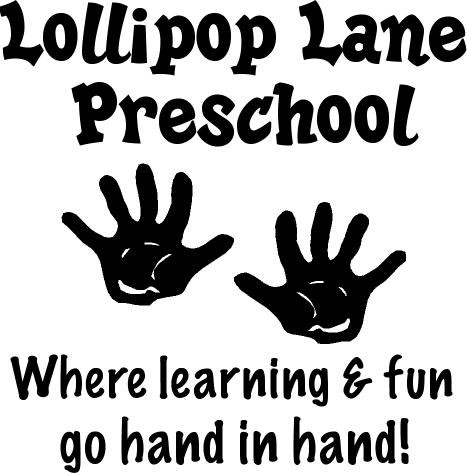 Lollipop Lane
Preschool
Where learning & fun
go hand in hand!